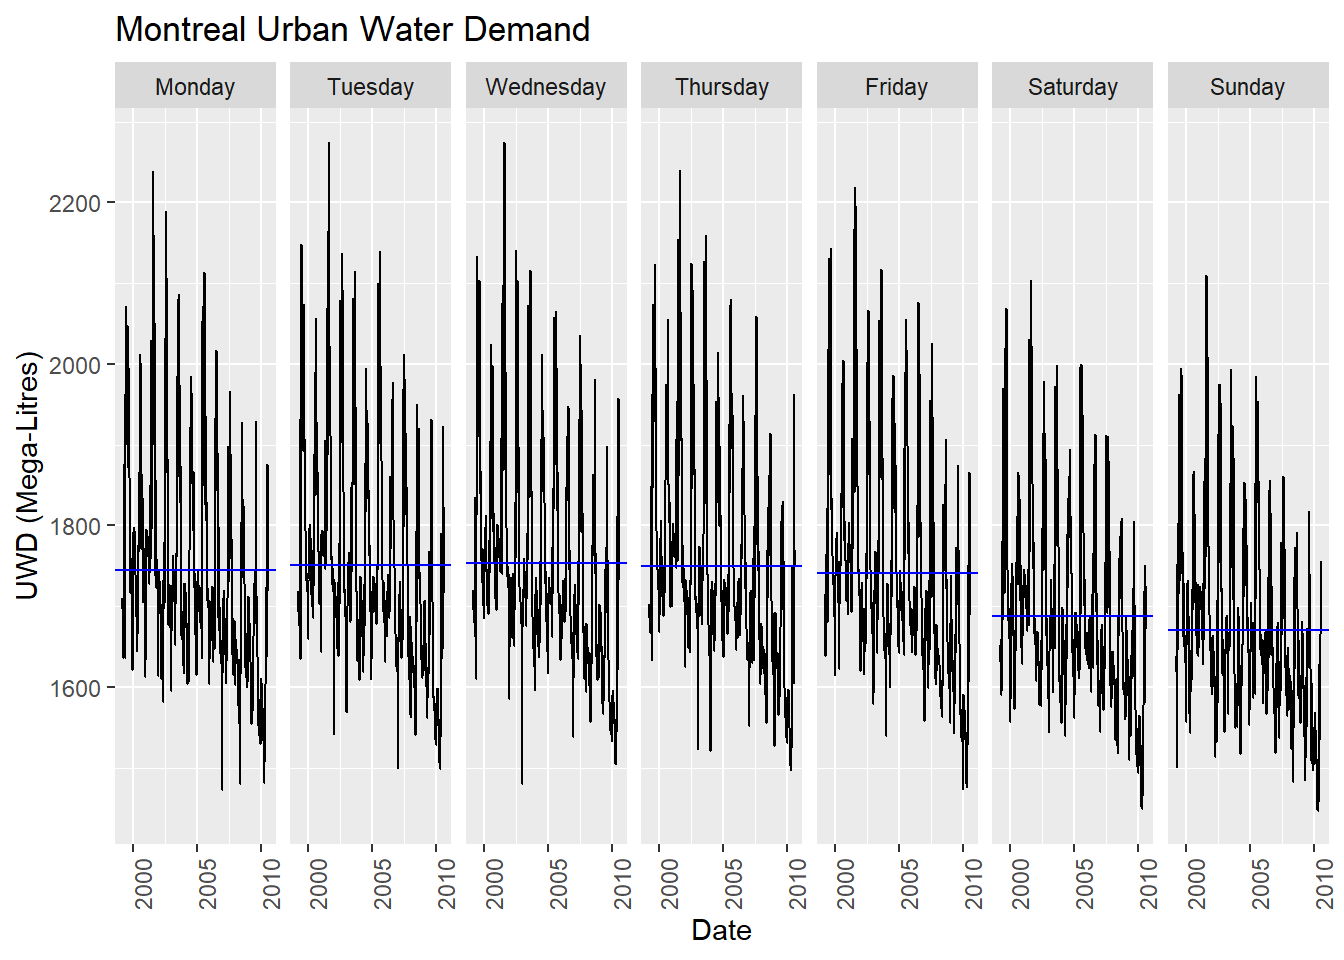 Montreal Urban Water Demand
Monday Tuesday Wednesday Thursday Friday Saturday Sunday
UWD (Mega-Litres)
2200
2000
1800
1600
2000 2005 2010 2000 2005 2010 2000 2005 2010 2000 2005 2010 2000 2005 2010 2000 2005 2010 2000 2005 2010
Date